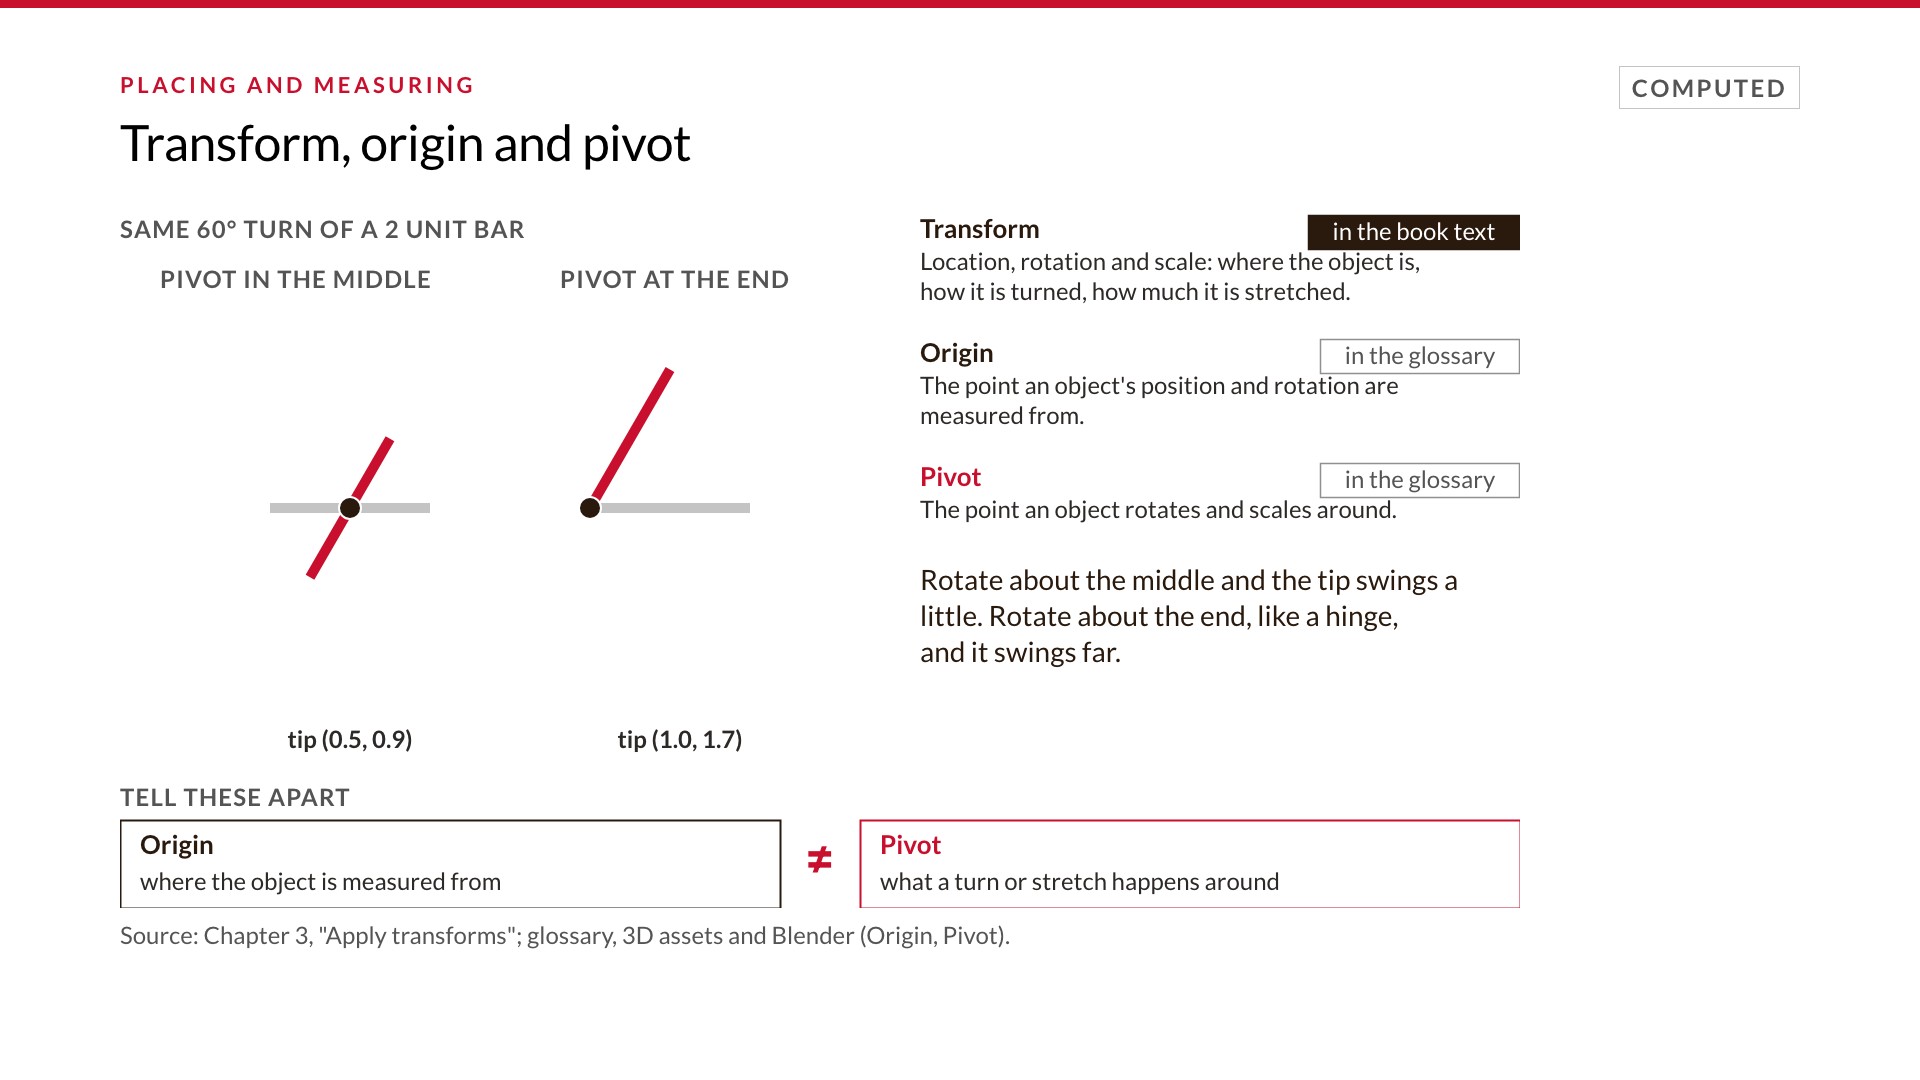 PLACING AND MEASURING
COMPUTED
Transform, origin and pivot
SAME 60° TURN OF A 2 UNIT BAR
PIVOT IN THE MIDDLE
PIVOT AT THE END
tip (0.5, 0.9)
tip (1.0, 1.7)
Transform
in the book text
Location, rotation and scale: where the object is,
how it is turned, how much it is stretched.
Origin
in the glossary
The point an object's position and rotation are
measured from.
Pivot
in the glossary
The point an object rotates and scales around.
Rotate about the middle and the tip swings a
little. Rotate about the end, like a hinge,
and it swings far.
TELL THESE APART
Origin
where the object is measured from
≠
Pivot
what a turn or stretch happens around
Source: Chapter 3, "Apply transforms"; glossary, 3D assets and Blender (Origin, Pivot).